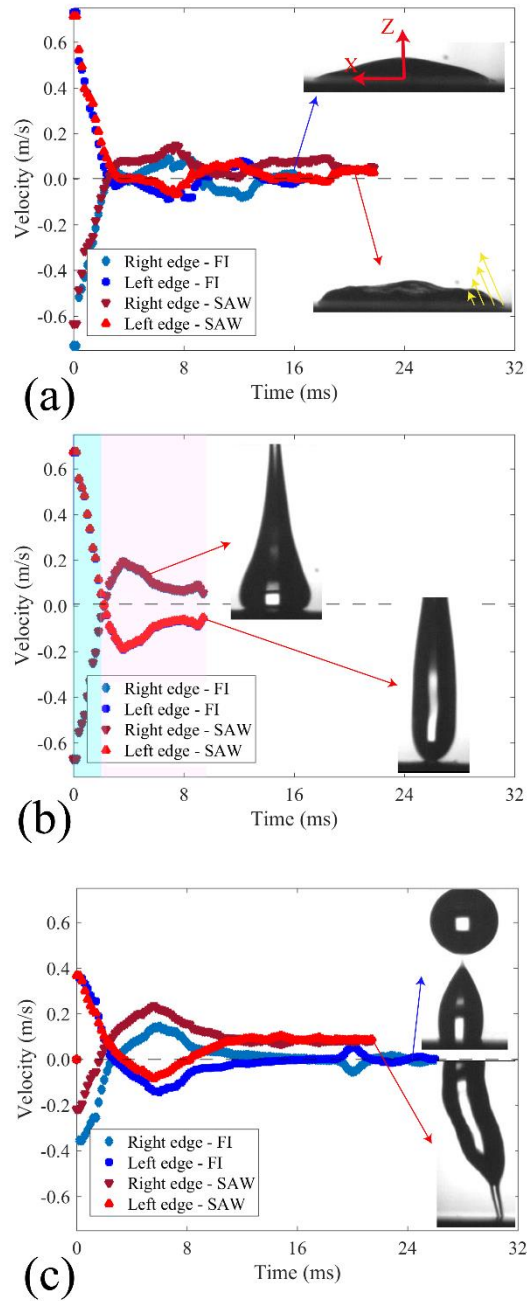 0.6
0.4
0.2
0.0
-0.2
-0.4
-0.6
Velocity (m/s)
Z
X
Right edge - FI
Left edge - FI
Right edge - SAW
Left edge - SAW
0 8 16 24 32
Time (ms)
(a)
0.6
0.4
0.2
0.0
-0.2
-0.4
-0.6
Velocity (m/s)
Right edge - FI
Left edge - FI
Right edge - SAW
Left edge - SAW
0 8 16 24 32
Time (ms)
(b)
0.6
0.4
0.2
0.0
-0.2
-0.4
-0.6
Velocity (m/s)
Right edge - FI
Left edge - FI
Right edge - SAW
Left edge - SAW
0 8 16 24 32
Time (ms)
(c)